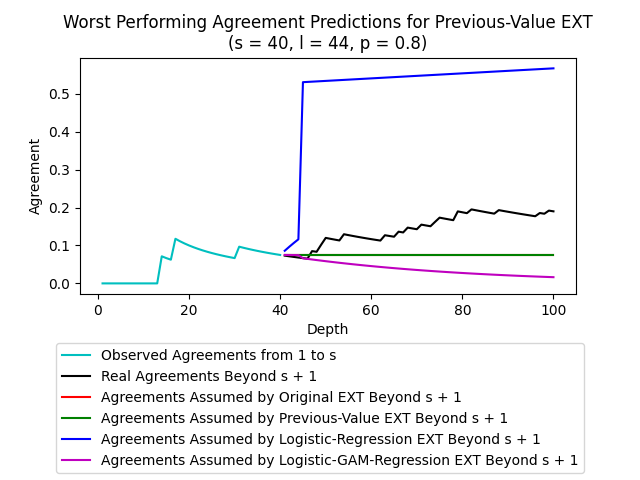 Worst Performing Agreement Predictions for Previous-Value EXT
(s = 40, l = 44, p = 0.8)
0.5
0.4
0.3
0.2
0.1
0.0
Agreement
0 20 40 60 80 100
Depth
Observed Agreements from 1 to s
Real Agreements Beyond s + 1
Agreements Assumed by Original EXT Beyond s + 1
Agreements Assumed by Previous-Value EXT Beyond s + 1
Agreements Assumed by Logistic-Regression EXT Beyond s + 1
Agreements Assumed by Logistic-GAM-Regression EXT Beyond s + 1